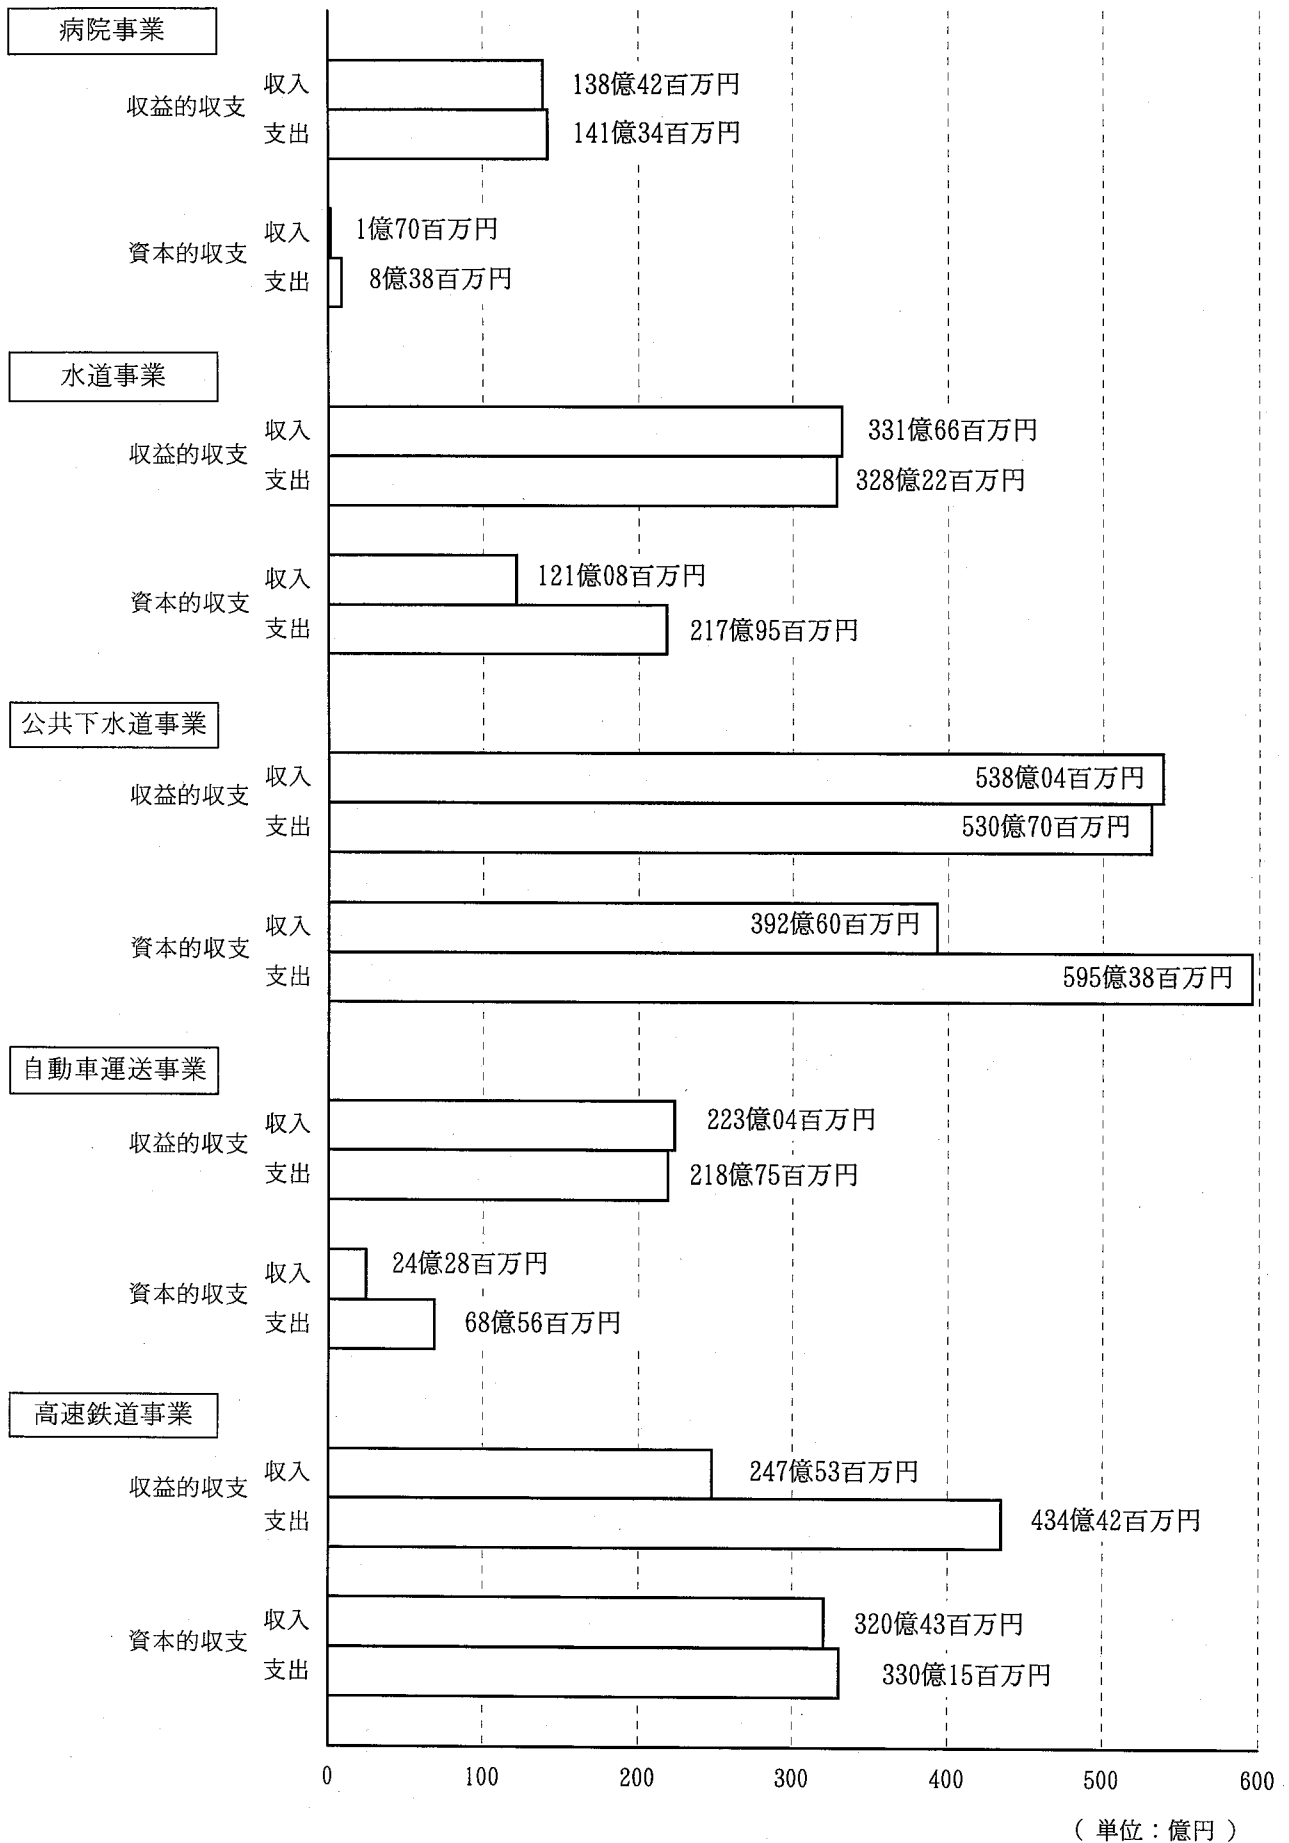 病院事業
収益的収支
収入 138億42百万円
支出 141億34百万円
資本的収支
収入 1億70百万円
支出 8億38百万円
水道事業
収益的収支
収入 331億66百万円
支出 328億22百万円
資本的収支
収入 121億08百万円
支出 217億95百万円
公共下水道事業
収益的収支
収入 538億04百万円
支出 530億70百万円
資本的収支
収入 392億60百万円
支出 595億38百万円
自動車運送事業
収益的収支
収入 223億04百万円
支出 218億75百万円
資本的収支
収入 24億28百万円
支出 68億56百万円
高速鉄道事業
収益的収支
収入 247億53百万円
支出 434億42百万円
資本的収支
収入 320億43百万円
支出 330億15百万円
0 100 200 300 400 500 600
(単位：億円)